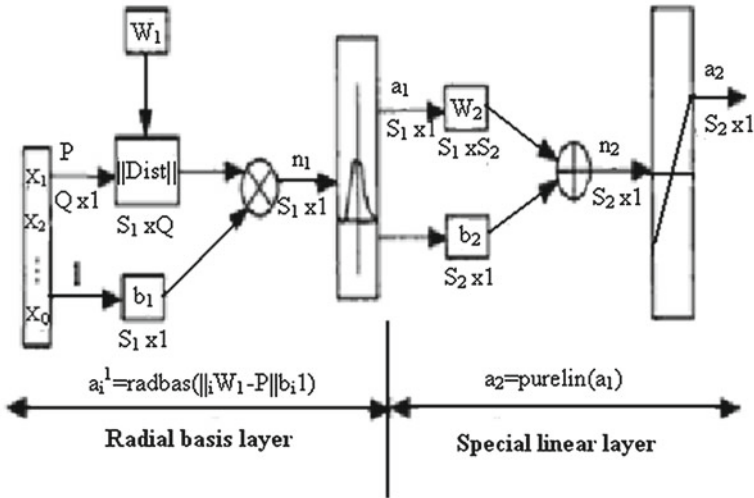 W₁
P
X₁
Q x1
X₂
X_Q
||Dist||
S₁ xQ
1
b₁
S₁ x1
n₁
S₁ x1
a₁
S₁ x1
W₂
S₁ xS₂
b₂
S₂ x1
n₂
S₂ x1
a₂
S₂ x1
aᵢ¹=radbas(||ᵢW₁-P||bᵢ1)
a₂=purelin(a₁)
Radial basis layer
Special linear layer